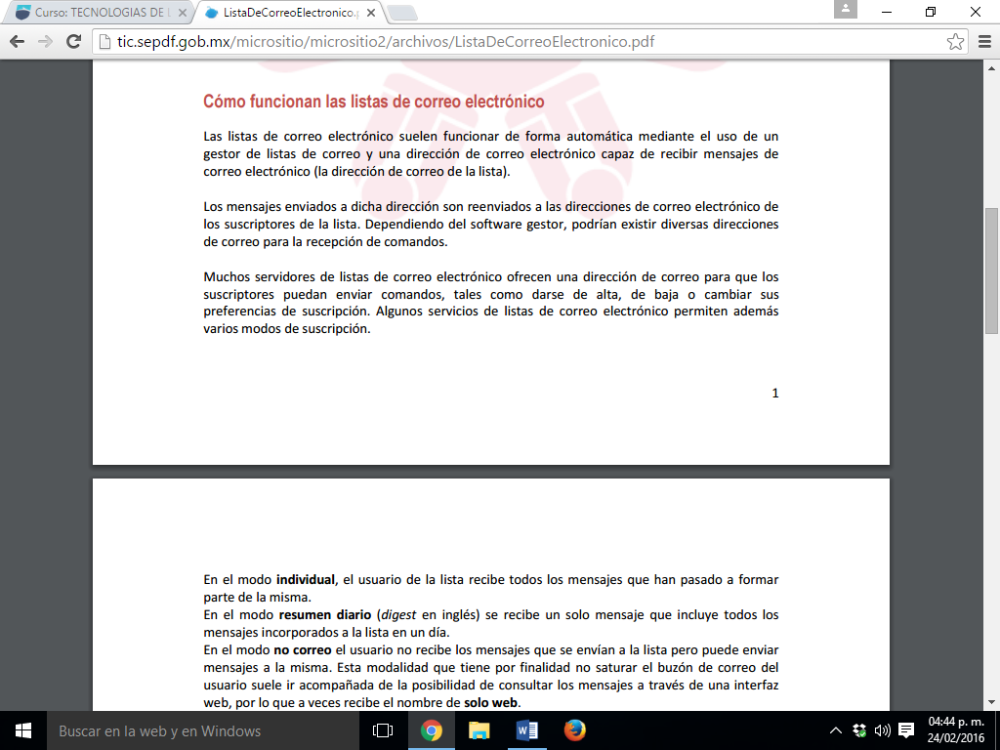 Curso: TECNOLOGIAS DE L
ListaDeCorreoElectronico.p
tic.sepdf.gob.mx/micrositio/micrositio2/archivos/ListaDeCorreoElectronico.pdf
Cómo funcionan las listas de correo electrónico
Las listas de correo electrónico suelen funcionar de forma automática mediante el uso de un
gestor de listas de correo y una dirección de correo electrónico capaz de recibir mensajes de
correo electrónico (la dirección de correo de la lista).
Los mensajes enviados a dicha dirección son reenviados a las direcciones de correo electrónico de
los suscriptores de la lista. Dependiendo del software gestor, podrían existir diversas direcciones
de correo para la recepción de comandos.
Muchos servidores de listas de correo electrónico ofrecen una dirección de correo para que los
suscriptores puedan enviar comandos, tales como darse de alta, de baja o cambiar sus
preferencias de suscripción. Algunos servicios de listas de correo electrónico permiten además
varios modos de suscripción.
1
En el modo individual, el usuario de la lista recibe todos los mensajes que han pasado a formar
parte de la misma.
En el modo resumen diario (digest en inglés) se recibe un solo mensaje que incluye todos los
mensajes incorporados a la lista en un día.
En el modo no correo el usuario no recibe los mensajes que se envían a la lista pero puede enviar
mensajes a la misma. Esta modalidad que tiene por finalidad no saturar el buzón de correo del
usuario suele ir acompañada de la posibilidad de consultar los mensajes a través de una interfaz
web, por lo que a veces recibe el nombre de solo web.
Buscar en la web y en Windows
04:44 p. m.
24/02/2016